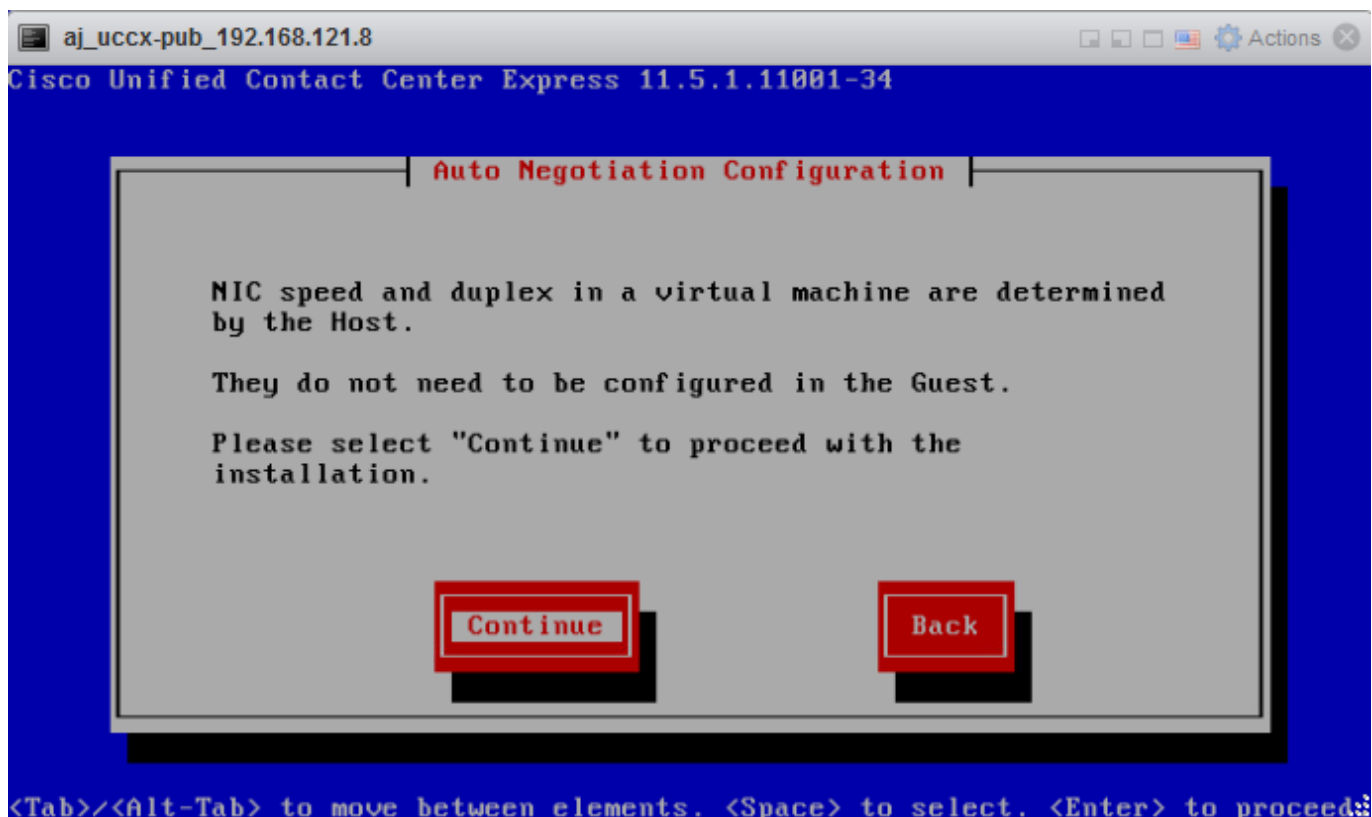 aj_uccx-pub_192.168.121.8
Actions
Cisco Unified Contact Center Express 11.5.1.11001-34
Auto Negotiation Configuration
NIC speed and duplex in a virtual machine are determined
by the Host.
They do not need to be configured in the Guest.
Please select "Continue" to proceed with the
installation.
Continue
Back
<Tab>/<Alt-Tab> to move between elements. <Space> to select. <Enter> to proceed